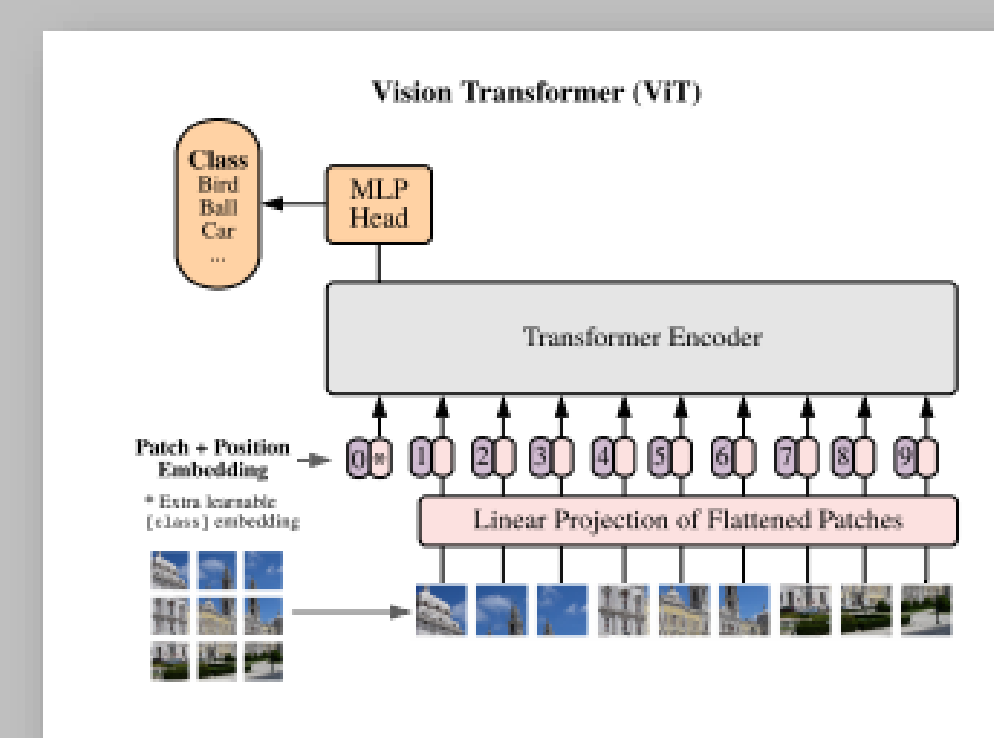 Vision Transformer (ViT)
Class
Bird
Ball
Car
...
MLP
Head
Transformer Encoder
Patch + Position
Embedding
0 * 1 2 3 4 5 6 7 8 9
* Extra learnable
[class] embedding
Linear Projection of Flattened Patches